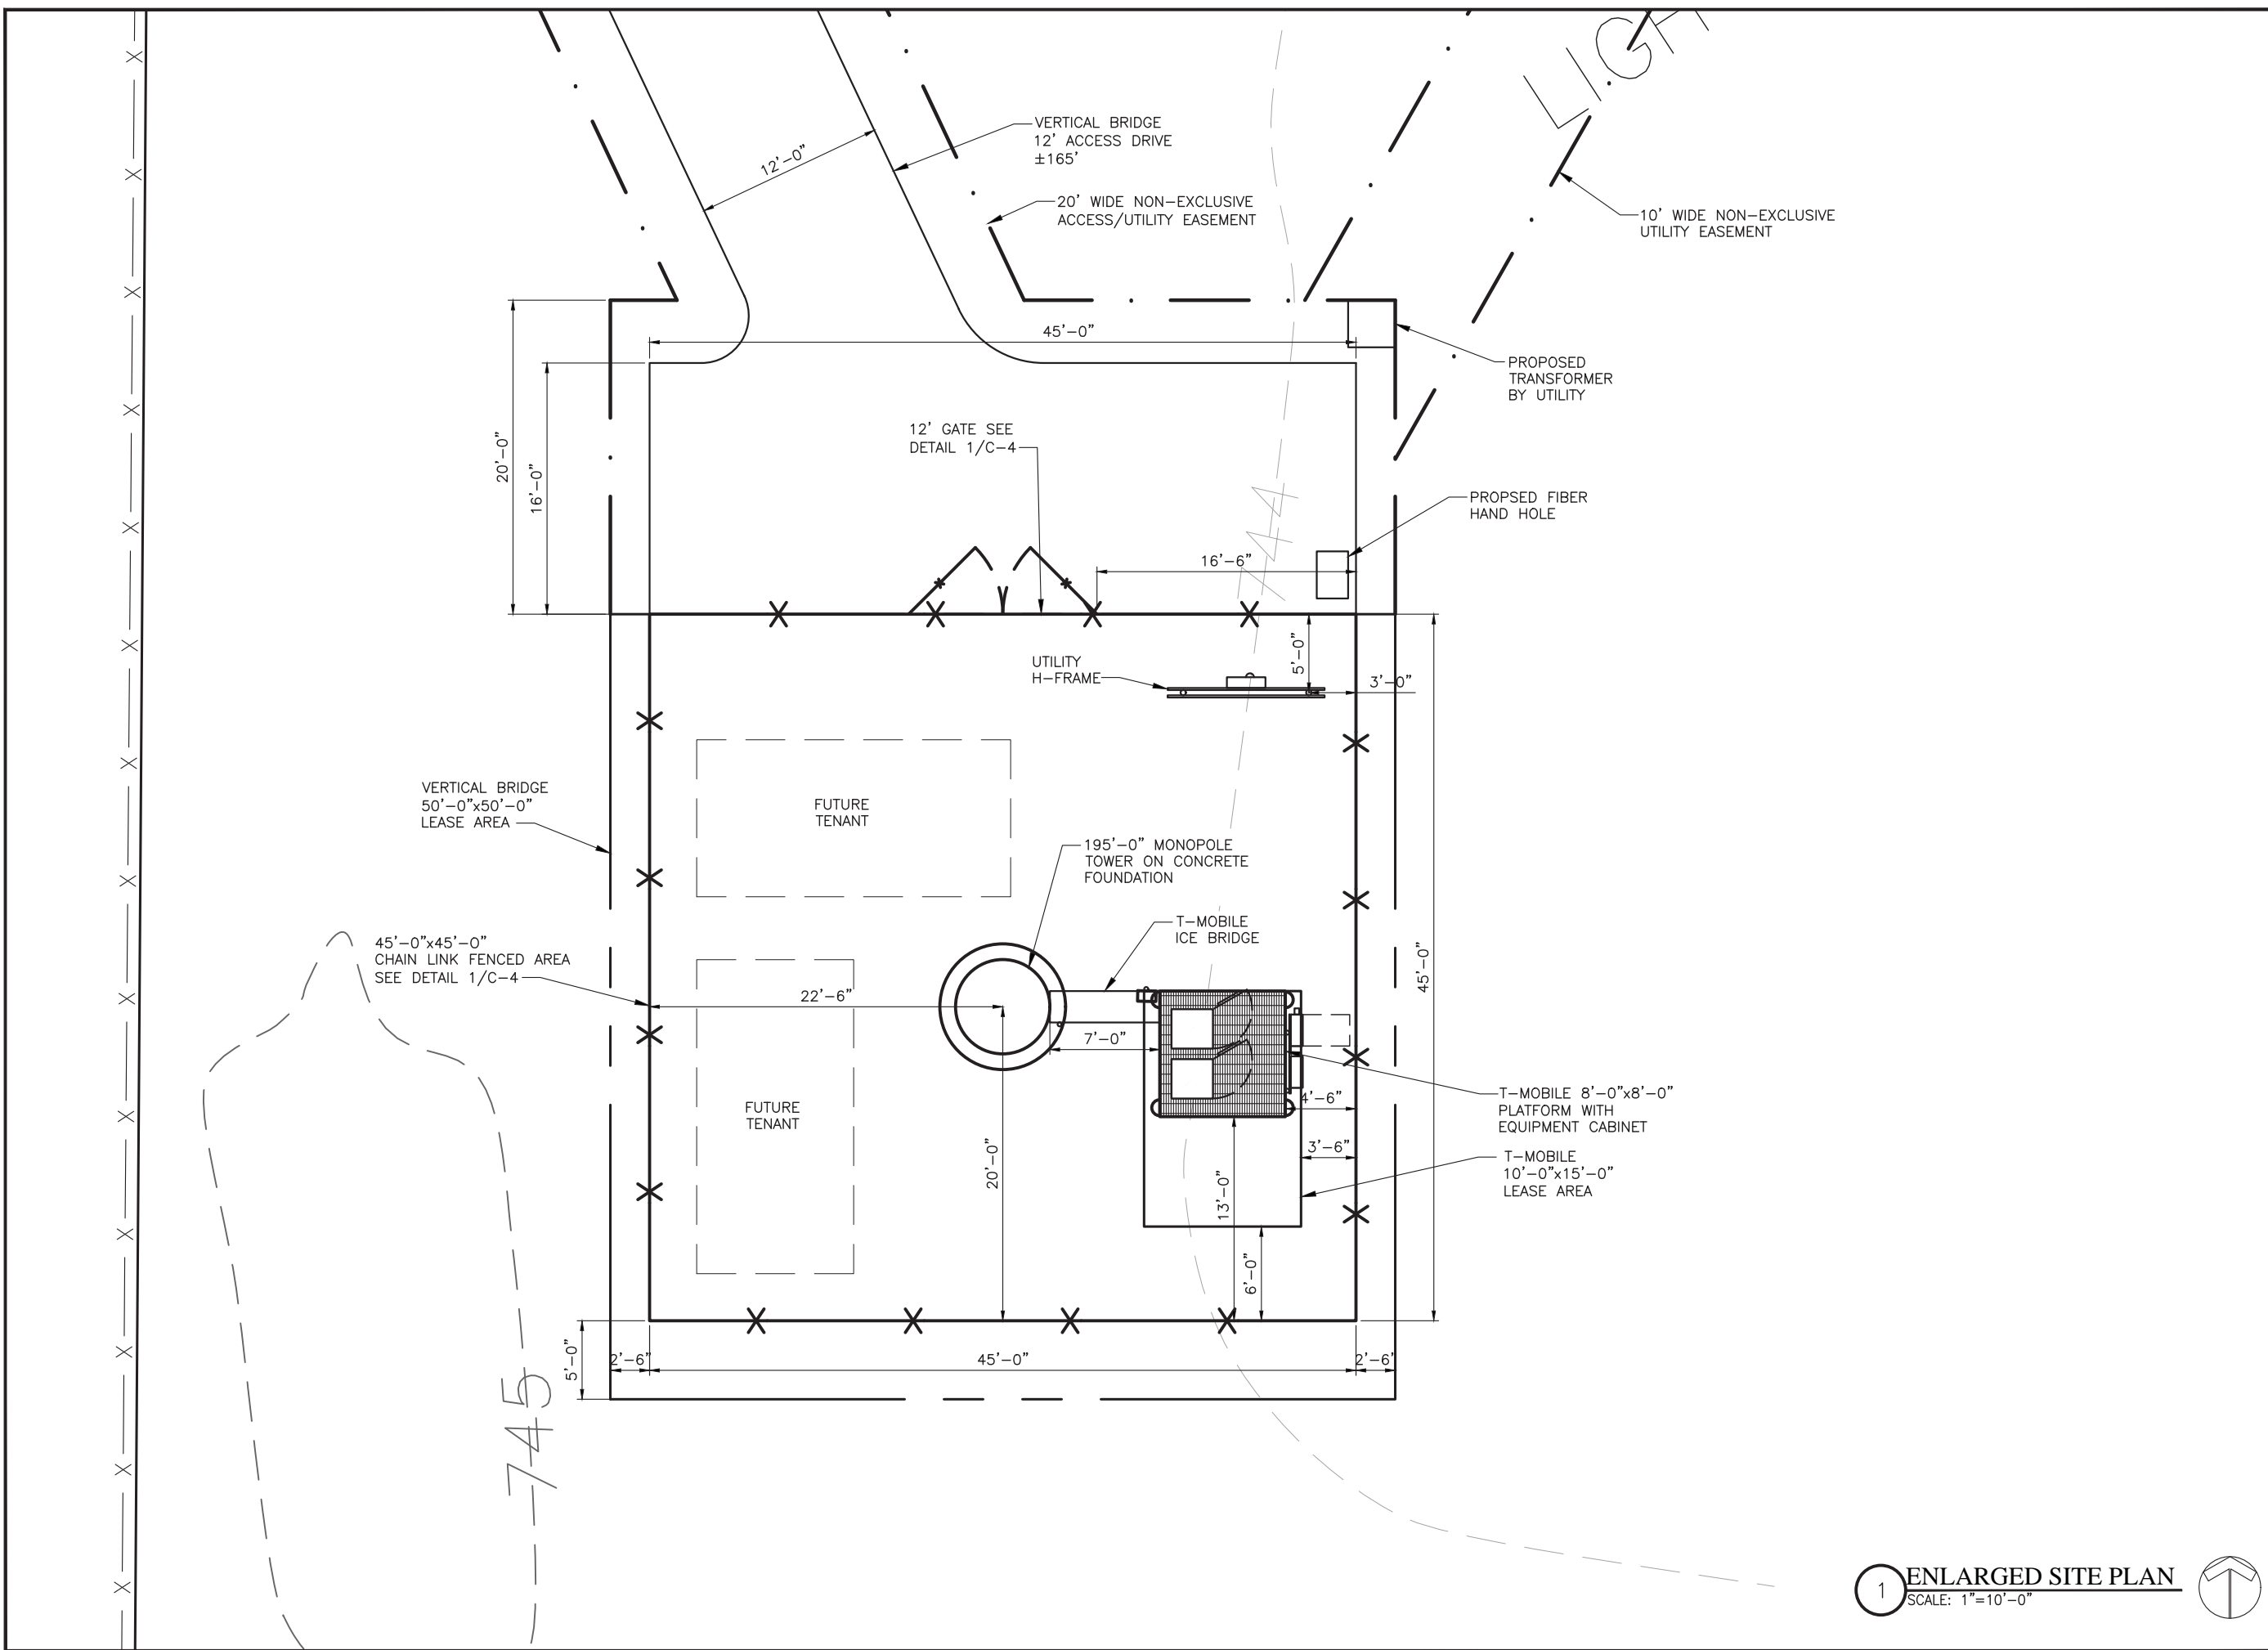 LIGH
VERTICAL BRIDGE
12' ACCESS DRIVE
±165'
12'-0"
20' WIDE NON-EXCLUSIVE
ACCESS/UTILITY EASEMENT
10' WIDE NON-EXCLUSIVE
UTILITY EASEMENT
45'-0"
PROPOSED
TRANSFORMER
BY UTILITY
20'-0"
16'-0"
12' GATE SEE
DETAIL 1/C-4
744
PROPSED FIBER
HAND HOLE
16'-6"
5'-0"
UTILITY
H-FRAME
3'-0"
VERTICAL BRIDGE
50'-0"x50'-0"
LEASE AREA
FUTURE
TENANT
195'-0" MONOPOLE
TOWER ON CONCRETE
FOUNDATION
T-MOBILE
ICE BRIDGE
45'-0"x45'-0"
CHAIN LINK FENCED AREA
SEE DETAIL 1/C-4
45'-0"
22'-6"
7'-0"
T-MOBILE 8'-0"x8'-0"
PLATFORM WITH
EQUIPMENT CABINET
4'-6"
FUTURE
TENANT
20'-0"
3'-6"
T-MOBILE
10'-0"x15'-0"
LEASE AREA
13'-0"
6'-0"
5'-0"
2'-6"
45'-0"
2'-6'
745
1
ENLARGED SITE PLAN
SCALE: 1"=10'-0"